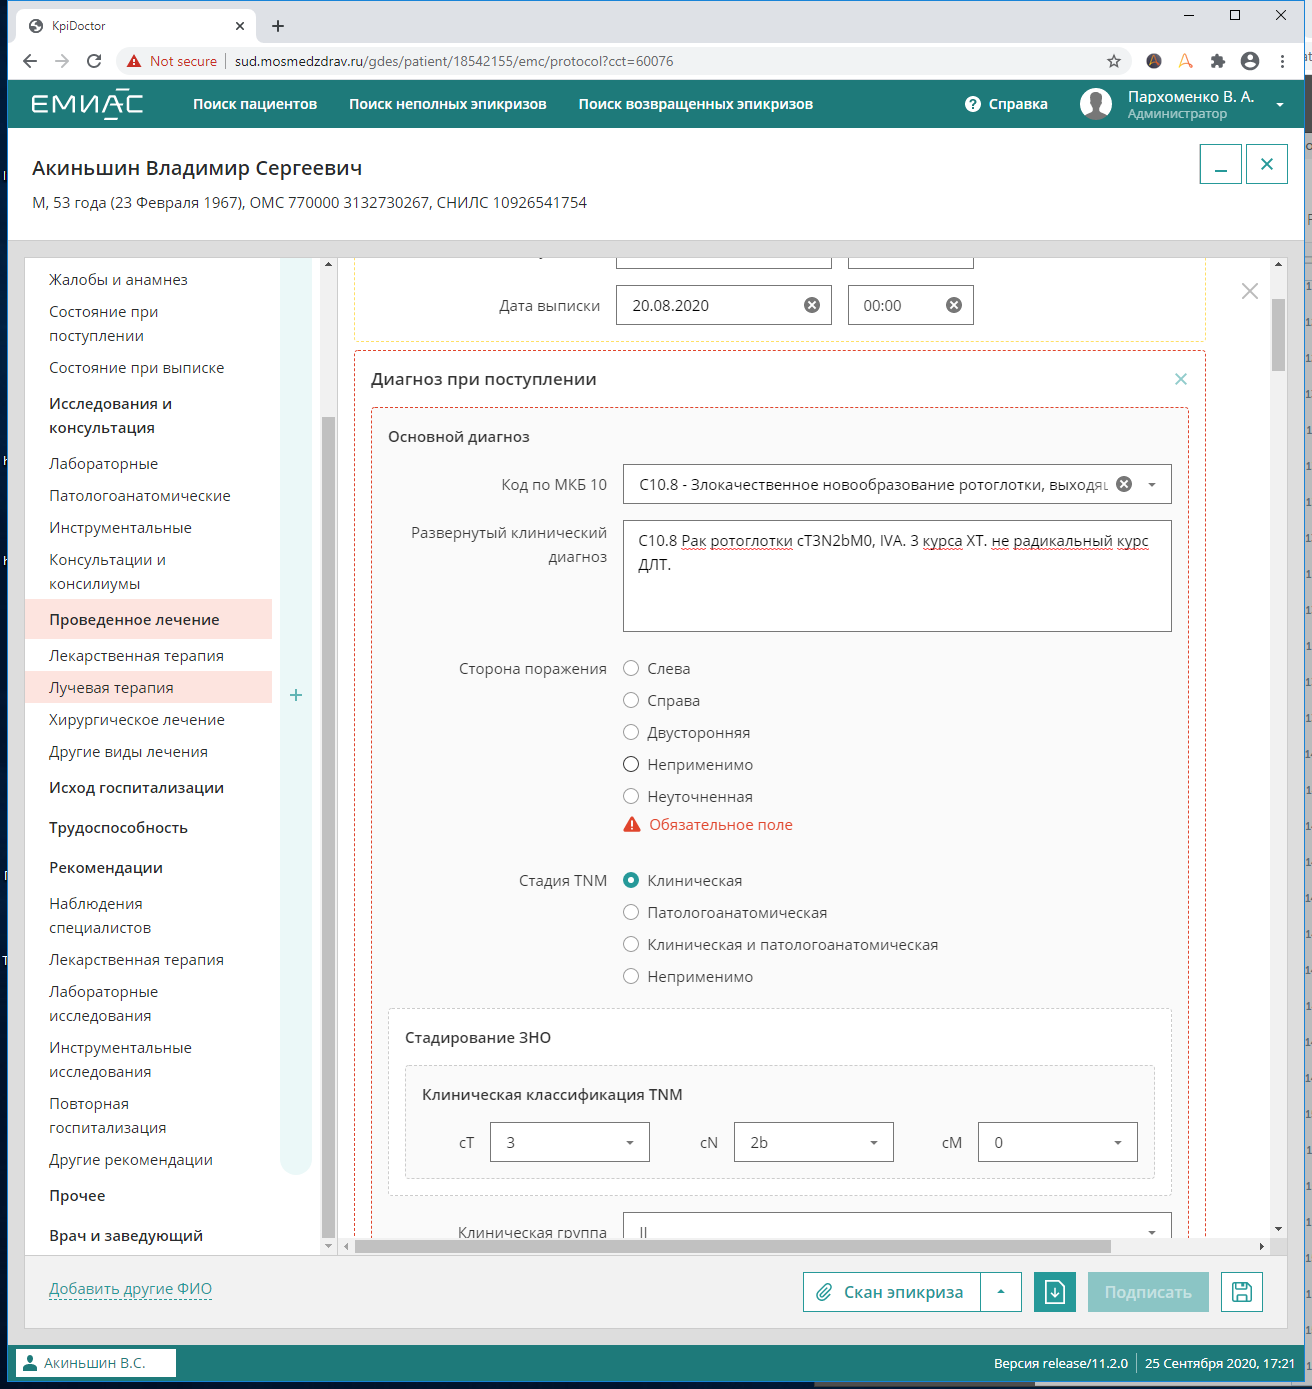 KpiDoctor
Not secure | sud.mosmedzdrav.ru/gdes/patient/18542155/emc/protocol?cct=60076
ЕМИАС
Поиск пациентов
Поиск неполных эпикризов
Поиск возвращенных эпикризов
Справка
Пархоменко В. А.
Администратор
Акиньшин Владимир Сергеевич
М, 53 года (23 Февраля 1967), ОМС 770000 3132730267, СНИЛС 10926541754
Жалобы и анамнез
Состояние при
поступлении
Состояние при выписке
Исследования и
консультация
Лабораторные
Патологоанатомические
Инструментальные
Консультации и
консилиумы
Проведенное лечение
Лекарственная терапия
Лучевая терапия
Хирургическое лечение
Другие виды лечения
Исход госпитализации
Трудоспособность
Рекомендации
Наблюдения
специалистов
Лекарственная терапия
Лабораторные
исследования
Инструментальные
исследования
Повторная
госпитализация
Другие рекомендации
Прочее
Врач и заведующий
Дата выписки 20.08.2020 00:00
Диагноз при поступлении
Основной диагноз
Код по МКБ 10 C10.8 - Злокачественное новообразование ротоглотки, выходящ
Развернутый клинический
диагноз
С10.8 Рак ротоглотки cT3N2bM0, IVA. 3 курса ХТ. не радикальный курс
ДЛТ.
Сторона поражения
Слева
Справа
Двусторонняя
Неприменимо
Неуточненная
Обязательное поле
Стадия TNM
Клиническая
Патологоанатомическая
Клиническая и патологоанатомическая
Неприменимо
Стадирование ЗНО
Клиническая классификация TNM
cT 3 cN 2b cM 0
Клиническая группа II
Добавить другие ФИО
Скан эпикриза
Подписать
Акиньшин В.С.
Версия release/11.2.0 | 25 Сентября 2020, 17:21